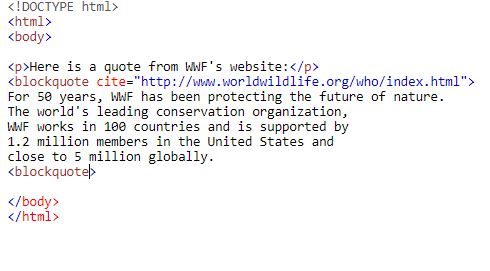 <!DOCTYPE html>
<html>
<body>
<p>Here is a quote from WWF's website:</p>
<blockquote cite="http://www.worldwildlife.org/who/index.html">
For 50 years, WWF has been protecting the future of nature.
The world's leading conservation organization,
WWF works in 100 countries and is supported by
1.2 million members in the United States and
close to 5 million globally.
<blockquote>
</body>
</html>